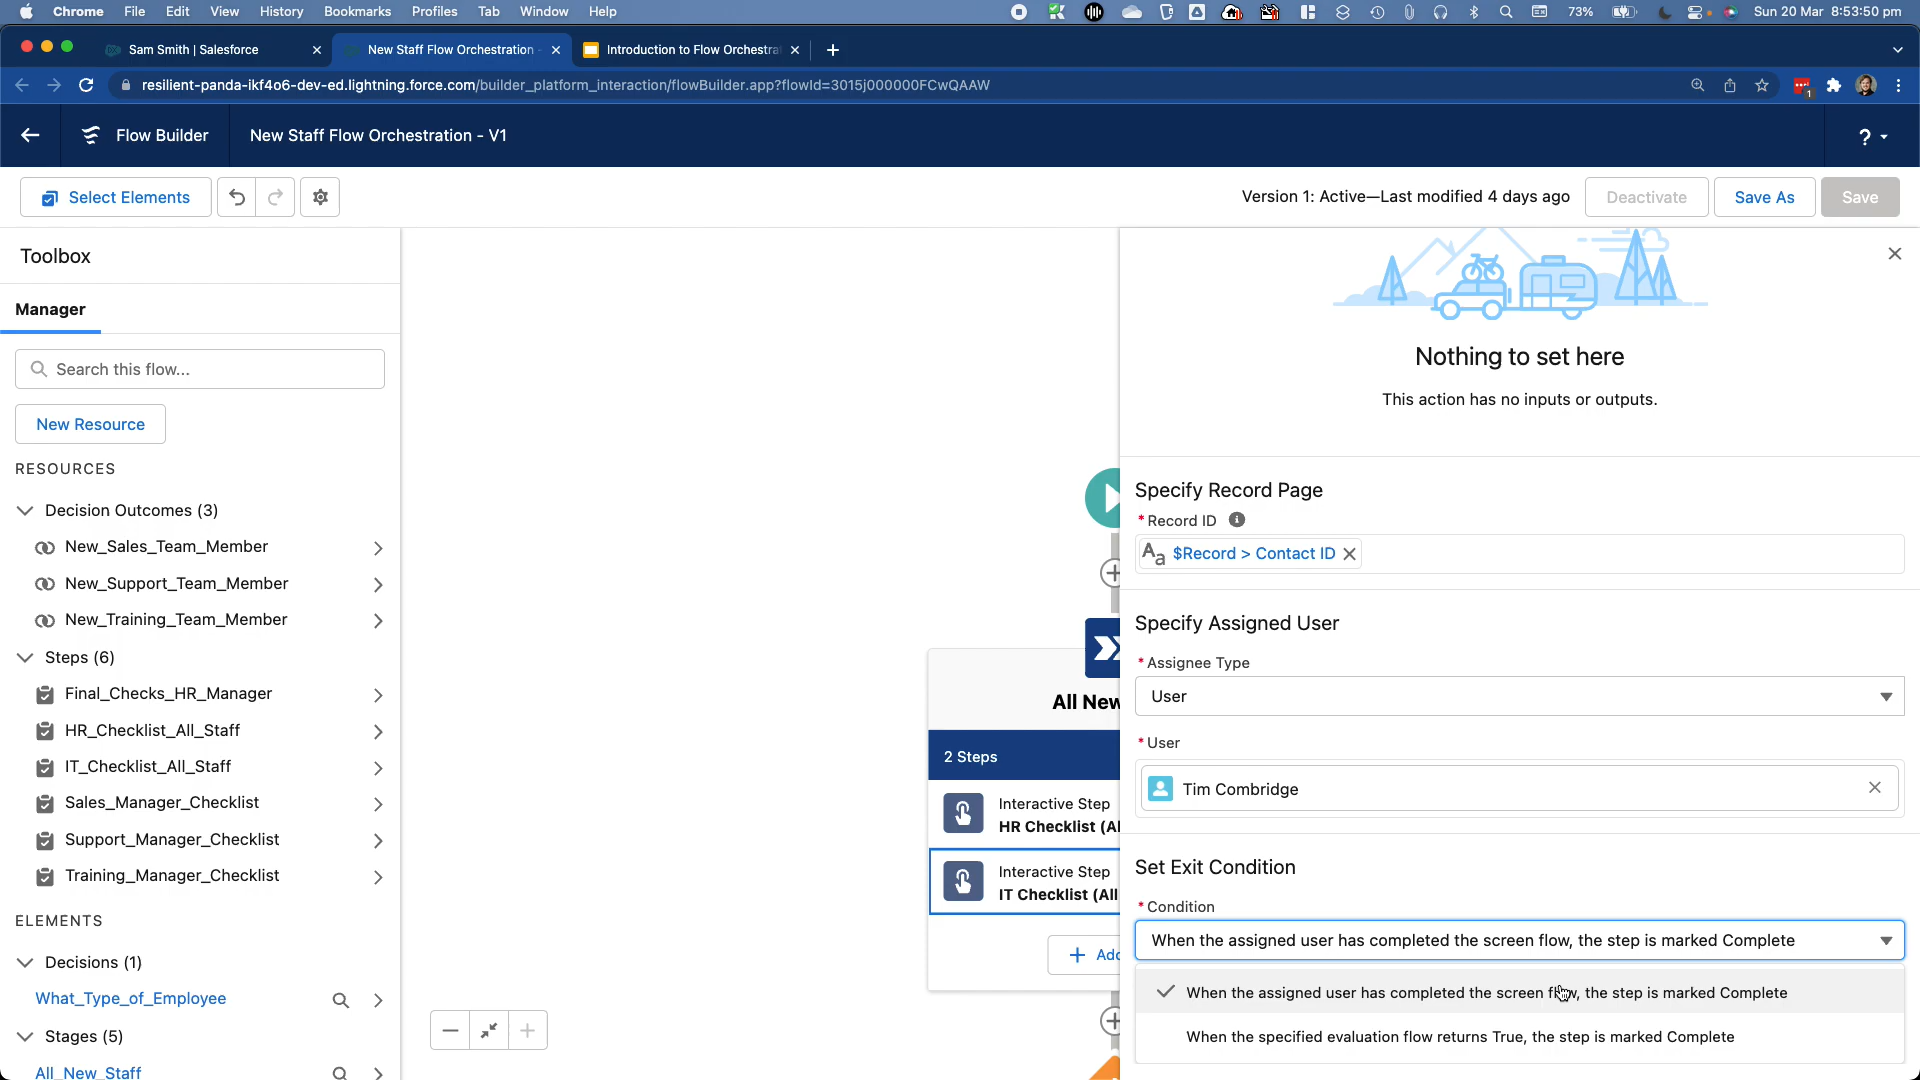 Chrome File Edit View History Bookmarks Profiles Tab Window Help 73% Sun 20 Mar 8:53:50 pm
Sam Smith | Salesforce New Staff Flow Orchestration - Introduction to Flow Orchestra
resilient-panda-ikf4o6-dev-ed.lightning.force.com/builder_platform_interaction/flowBuilder.app?flowId=3015j000000FCwQAAW
1
Flow Builder New Staff Flow Orchestration - V1 ?
Select Elements Version 1: Active—Last modified 4 days ago Deactivate Save As Save
Toolbox
Manager
Search this flow...
New Resource
RESOURCES
Decision Outcomes (3)
New_Sales_Team_Member
New_Support_Team_Member
New_Training_Team_Member
Steps (6)
Final_Checks_HR_Manager
HR_Checklist_All_Staff
IT_Checklist_All_Staff
Sales_Manager_Checklist
Support_Manager_Checklist
Training_Manager_Checklist
ELEMENTS
Decisions (1)
What_Type_of_Employee
Stages (5)
All_New_Staff
All New
2 Steps
Interactive Step
HR Checklist (Al
Interactive Step
IT Checklist (All
Add
Nothing to set here
This action has no inputs or outputs.
Specify Record Page
* Record ID
Aa $Record > Contact ID
Specify Assigned User
* Assignee Type
User
* User
Tim Combridge
Set Exit Condition
* Condition
When the assigned user has completed the screen flow, the step is marked Complete
When the assigned user has completed the screen flow, the step is marked Complete
When the specified evaluation flow returns True, the step is marked Complete